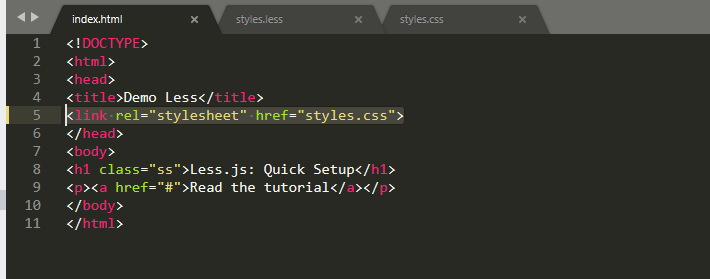 index.html × styles.less × styles.css ×
1 <!DOCTYPE>
2 <html>
3 <head>
4 <title>Demo Less</title>
5 <link rel="stylesheet" href="styles.css">
6 </head>
7 <body>
8 <h1 class="ss">Less.js: Quick Setup</h1>
9 <p><a href="#">Read the tutorial</a></p>
10 </body>
11 </html>